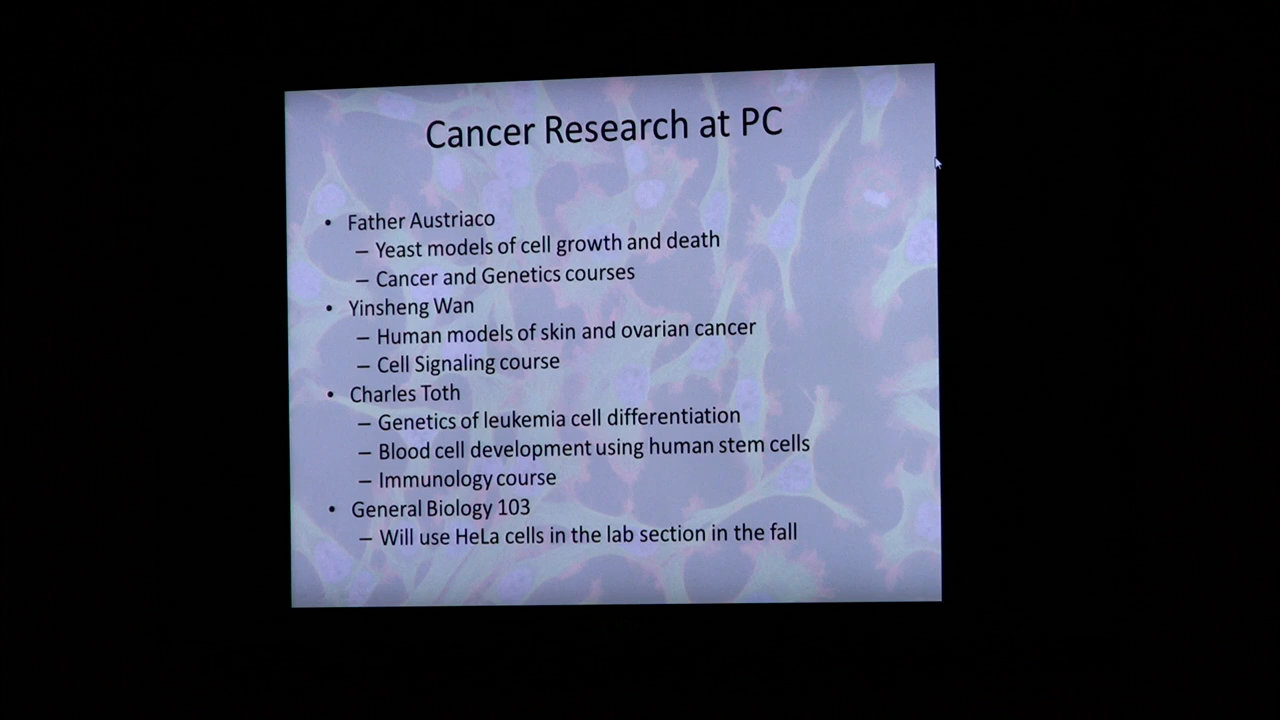 Cancer Research at PC
• Father Austriaco
– Yeast models of cell growth and death
– Cancer and Genetics courses
• Yinsheng Wan
– Human models of skin and ovarian cancer
– Cell Signaling course
• Charles Toth
– Genetics of leukemia cell differentiation
– Blood cell development using human stem cells
– Immunology course
• General Biology 103
– Will use HeLa cells in the lab section in the fall